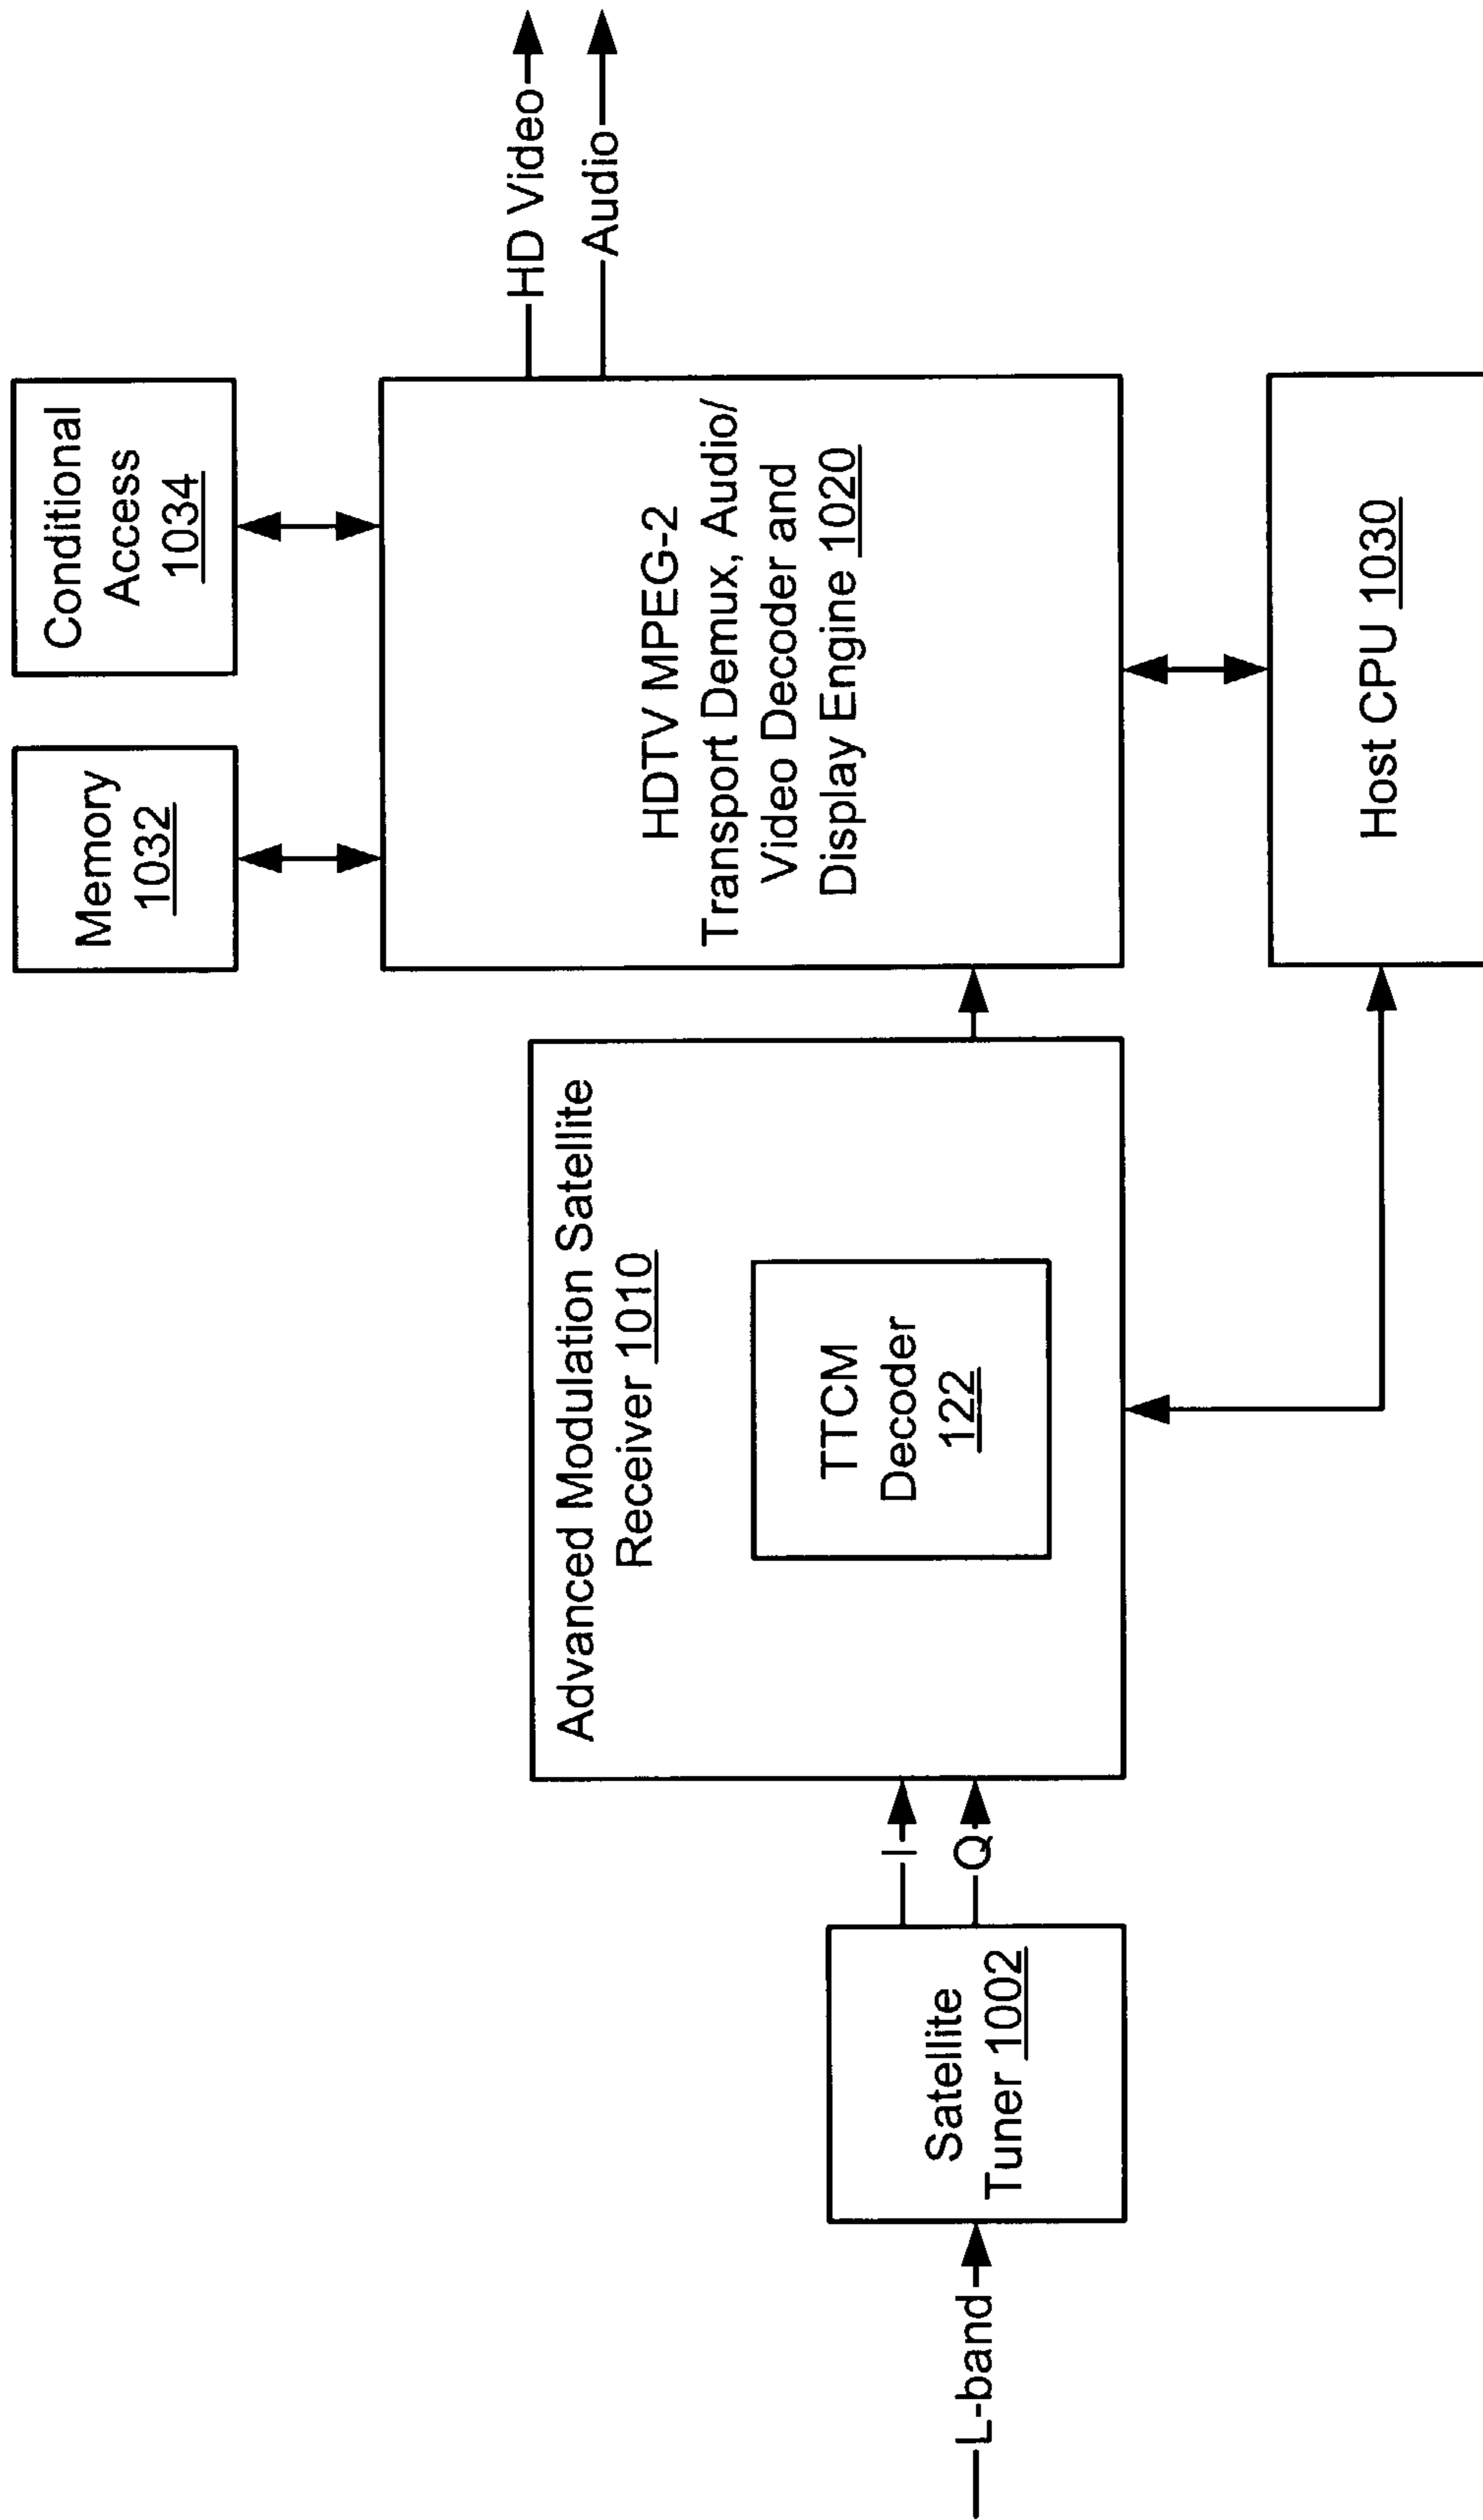 L-band
Satellite
Tuner 1002
I
Q
Advanced Modulation Satellite
Receiver 1010
TTCM
Decoder
122
Memory
1032
Conditional
Access
1034
HDTV MPEG-2
Transport Demux, Audio/
Video Decoder and
Display Engine 1020
HD Video
Audio
Host CPU 1030